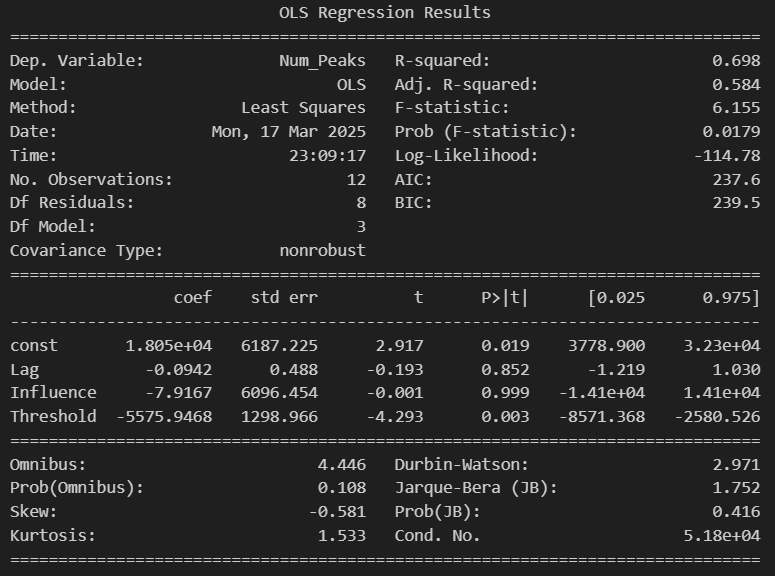 OLS Regression Results
==============================================================================
Dep. Variable:              Num_Peaks   R-squared:                       0.698
Model:                            OLS   Adj. R-squared:                  0.584
Method:                 Least Squares   F-statistic:                     6.155
Date:                Mon, 17 Mar 2025   Prob (F-statistic):             0.0179
Time:                        23:09:17   Log-Likelihood:                -114.78
No. Observations:                  12   AIC:                             237.6
Df Residuals:                       8   BIC:                             239.5
Df Model:                           3
Covariance Type:            nonrobust
==============================================================================
                 coef    std err          t      P>|t|      [0.025      0.975]
------------------------------------------------------------------------------
const       1.805e+04   6187.225      2.917      0.019    3778.900    3.23e+04
Lag           -0.0942      0.488     -0.193      0.852      -1.219       1.030
Influence     -7.9167   6096.454     -0.001      0.999   -1.41e+04    1.41e+04
Threshold  -5575.9468   1298.966     -4.293      0.003   -8571.368   -2580.526
==============================================================================
Omnibus:                        4.446   Durbin-Watson:                   2.971
Prob(Omnibus):                  0.108   Jarque-Bera (JB):                1.752
Skew:                          -0.581   Prob(JB):                        0.416
Kurtosis:                       1.533   Cond. No.                     5.18e+04
==============================================================================